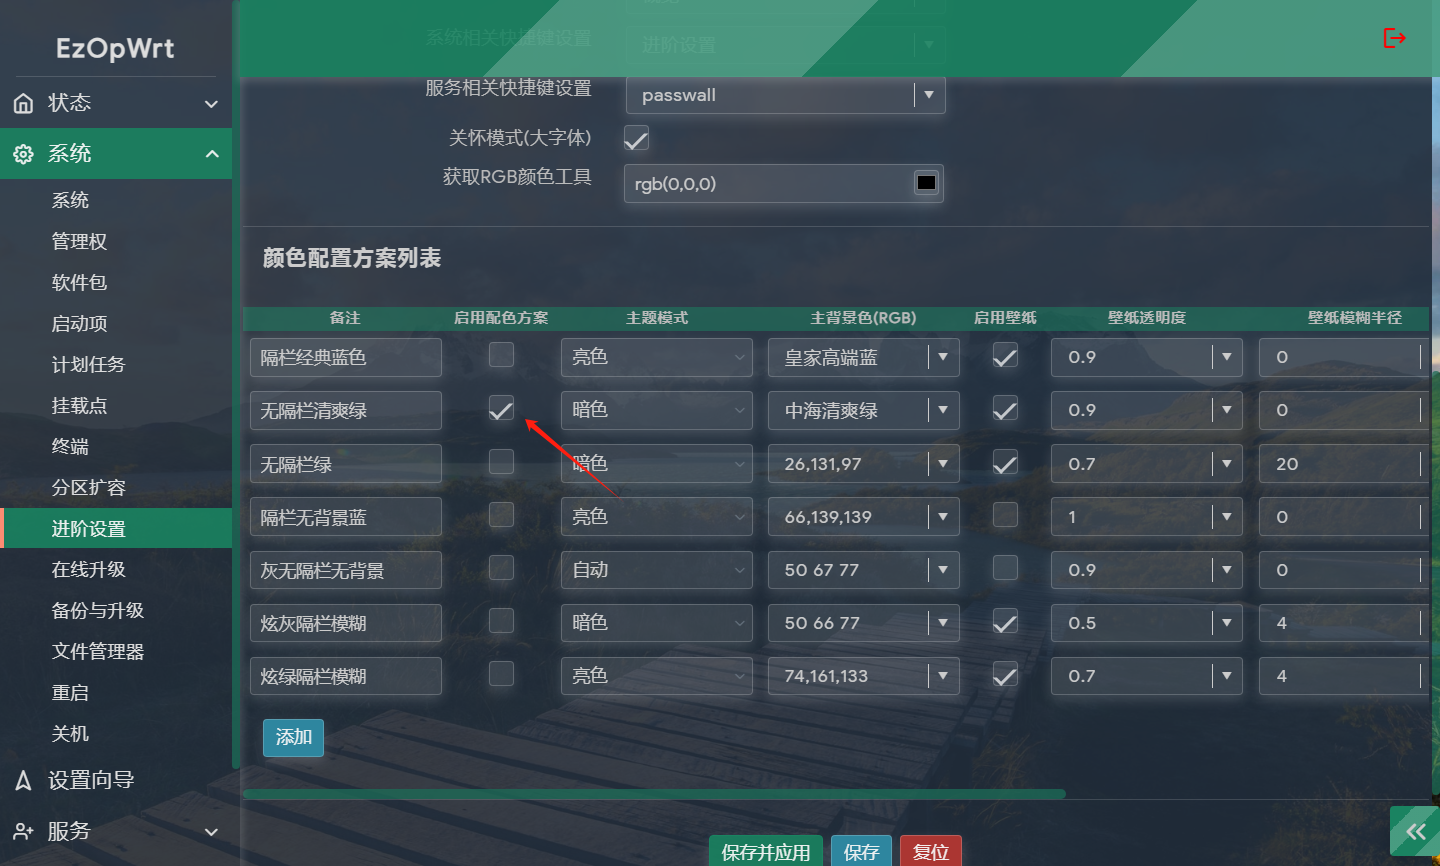 EzOpWrt
状态
系统
系统
管理权
软件包
启动项
计划任务
挂载点
终端
分区扩容
进阶设置
在线升级
备份与升级
文件管理器
重启
关机
设置向导
服务
系统相关快捷键设置 进阶设置
服务相关快捷键设置 passwall
关怀模式(大字体)
获取RGB颜色工具 rgb(0,0,0)
颜色配置方案列表
备注 启用配色方案 主题模式 主背景色(RGB) 启用壁纸 壁纸透明度 壁纸模糊半径
隔栏经典蓝色 亮色 皇家高端蓝 0.9 0
无隔栏清爽绿 暗色 中海清爽绿 0.9 0
无隔栏绿 暗色 26,131,97 0.7 20
隔栏无背景蓝 亮色 66,139,139 1 0
灰无隔栏无背景 自动 50 67 77 0.9 0
炫灰隔栏模糊 暗色 50 66 77 0.5 4
炫绿隔栏模糊 亮色 74,161,133 0.7 4
添加
保存并应用 保存 复位